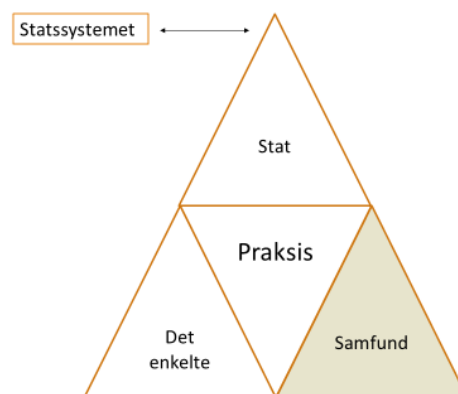 Statssystemet
Stat
Praksis
Det
enkelte
Samfund